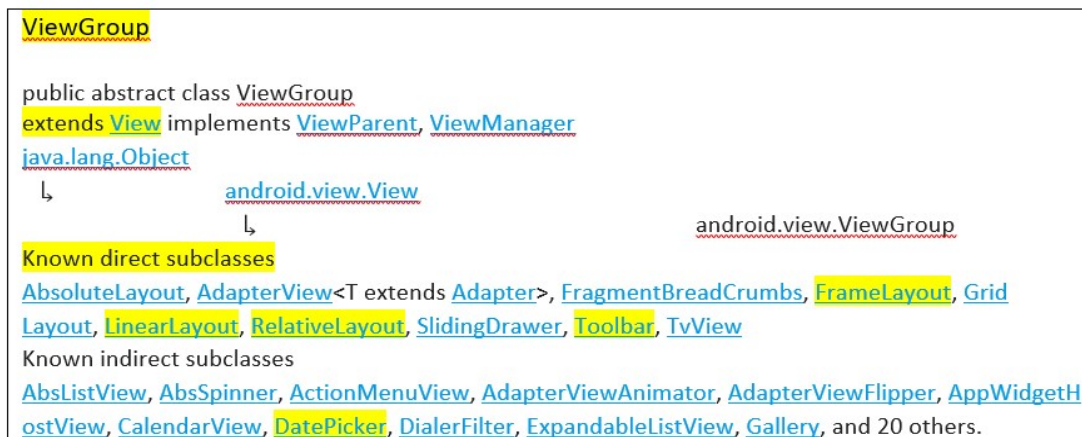 ViewGroup
public abstract class ViewGroup
extends View implements ViewParent, ViewManager
java.lang.Object
↳ android.view.View
↳ android.view.ViewGroup
Known direct subclasses
AbsoluteLayout, AdapterView<T extends Adapter>, FragmentBreadCrumbs, FrameLayout, Grid
Layout, LinearLayout, RelativeLayout, SlidingDrawer, Toolbar, TvView
Known indirect subclasses
AbsListView, AbsSpinner, ActionMenuView, AdapterViewAnimator, AdapterViewFlipper, AppWidgetH
ostView, CalendarView, DatePicker, DialerFilter, ExpandableListView, Gallery, and 20 others.